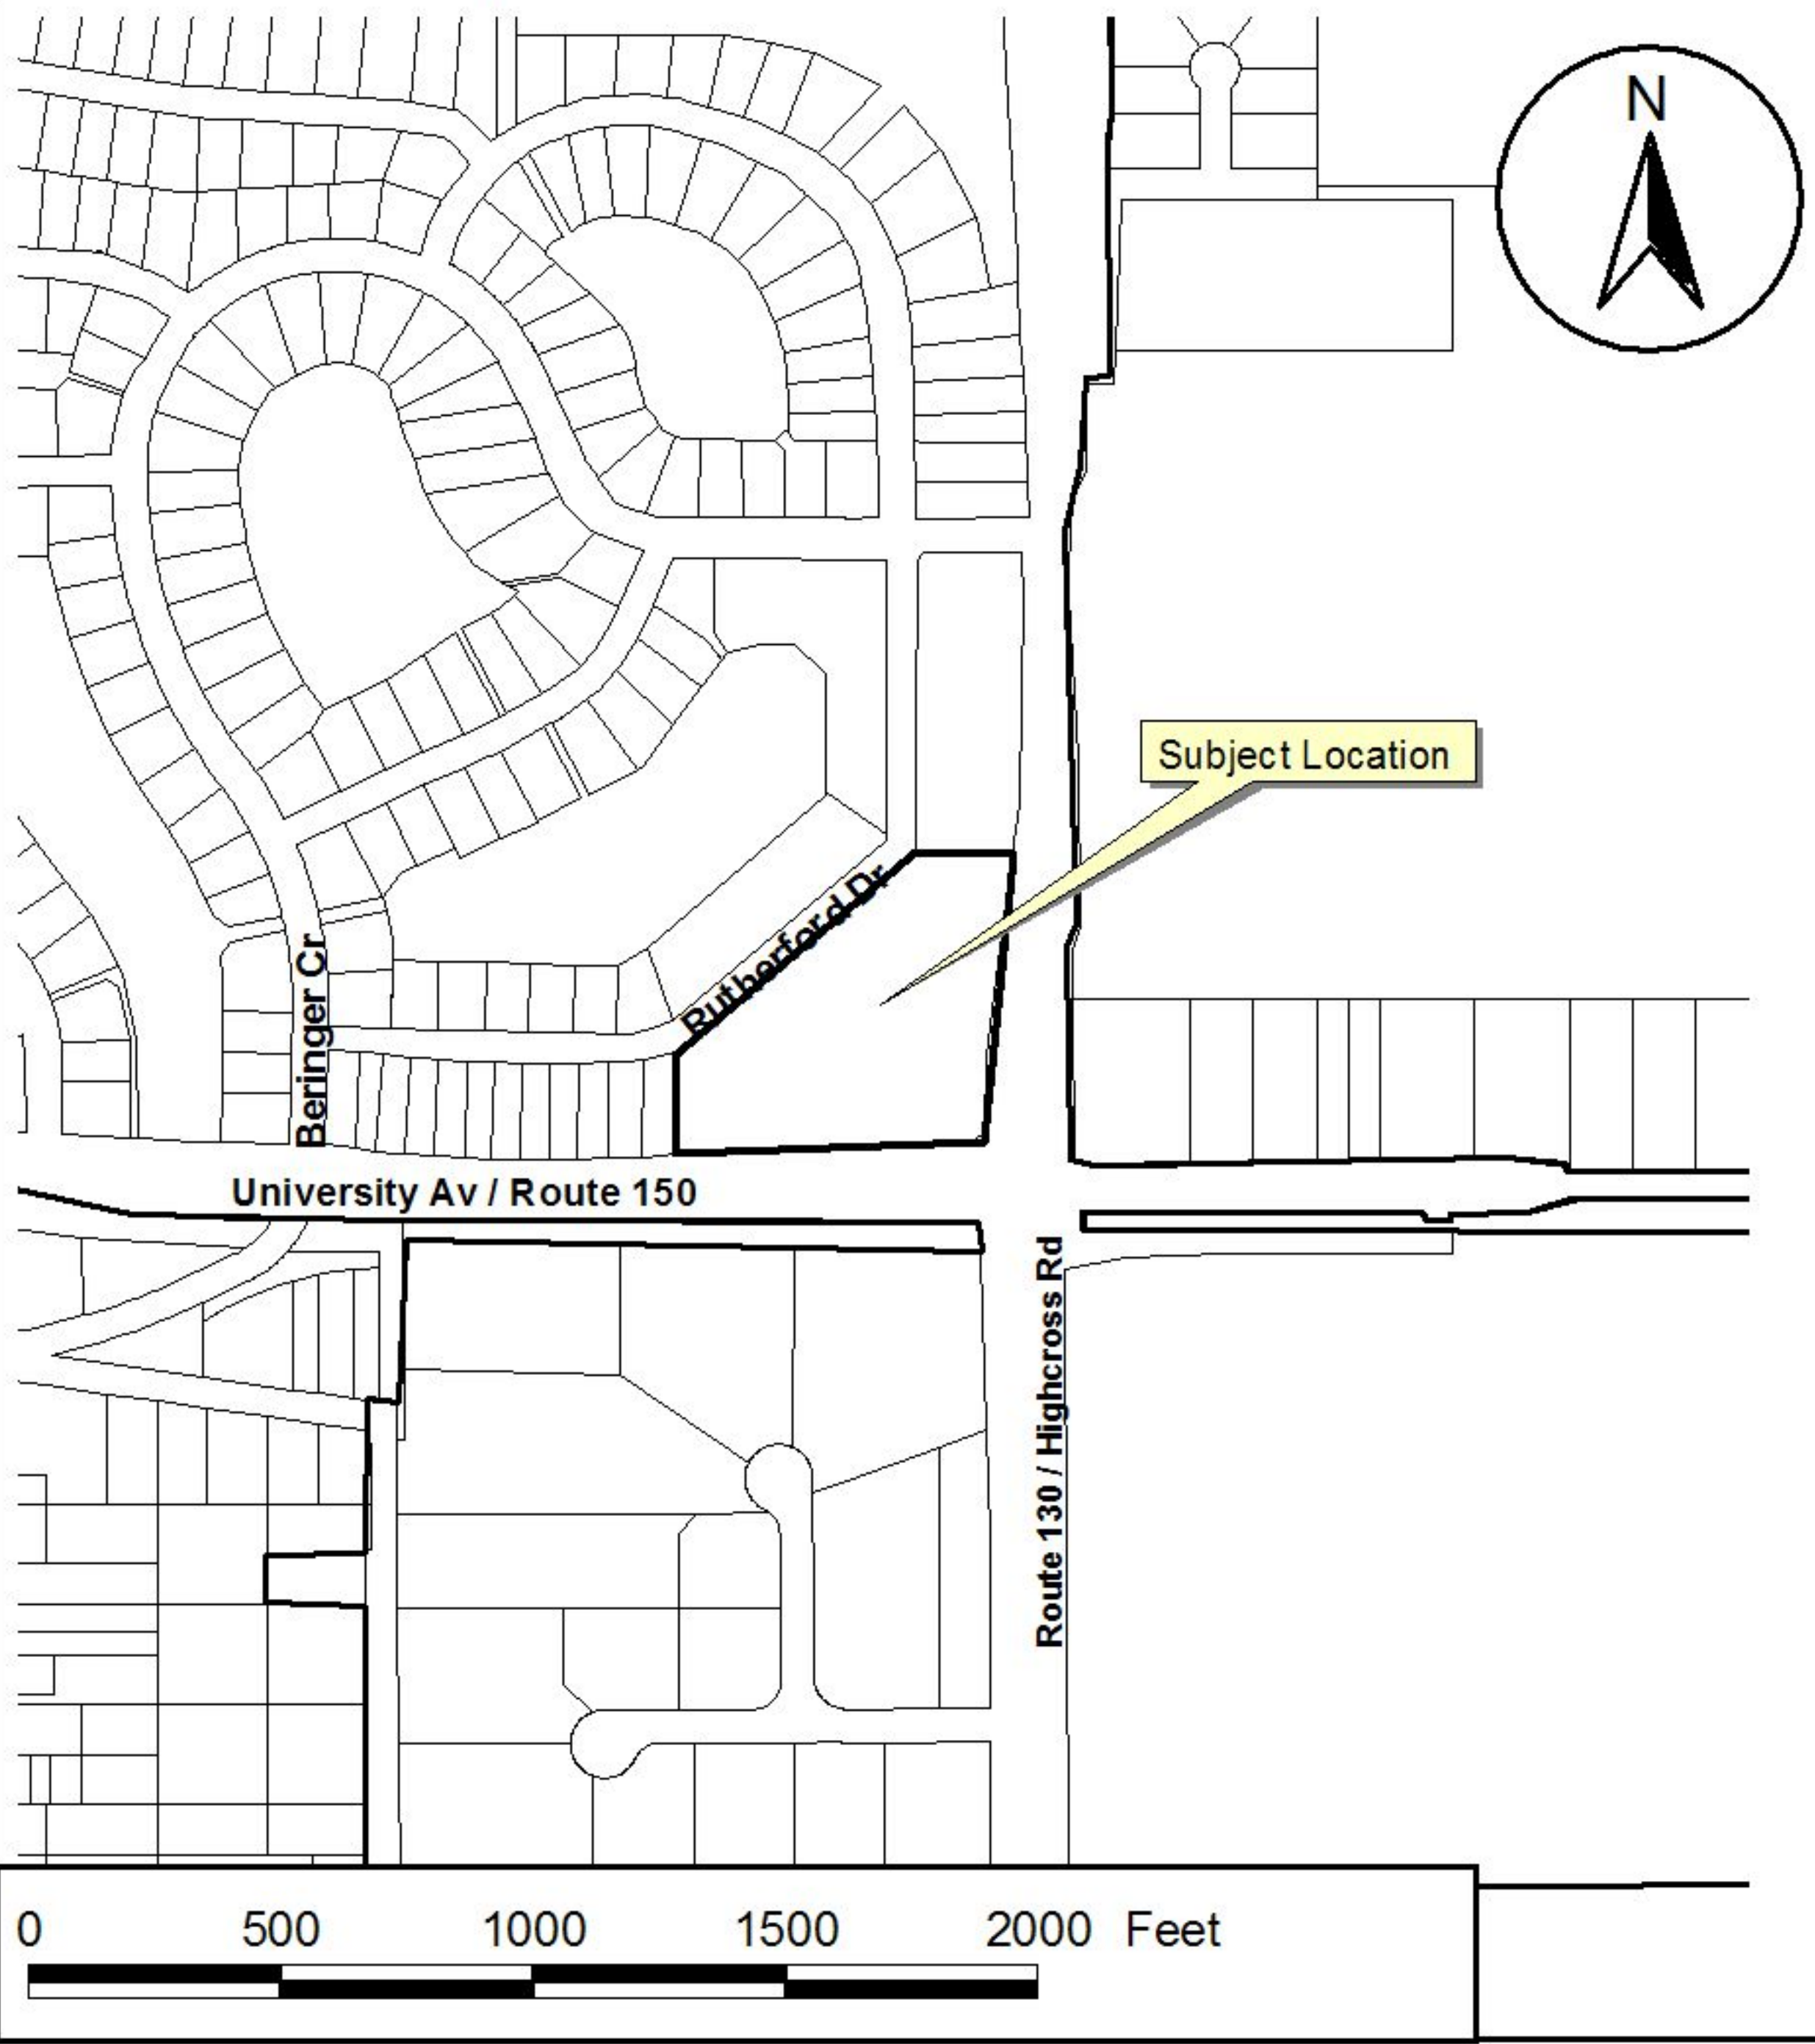 N
Subject Location
Rutherford Dr
Beringer Cr
University Av / Route 150
Route 130 / Highcross Rd
0 500 1000 1500 2000 Feet